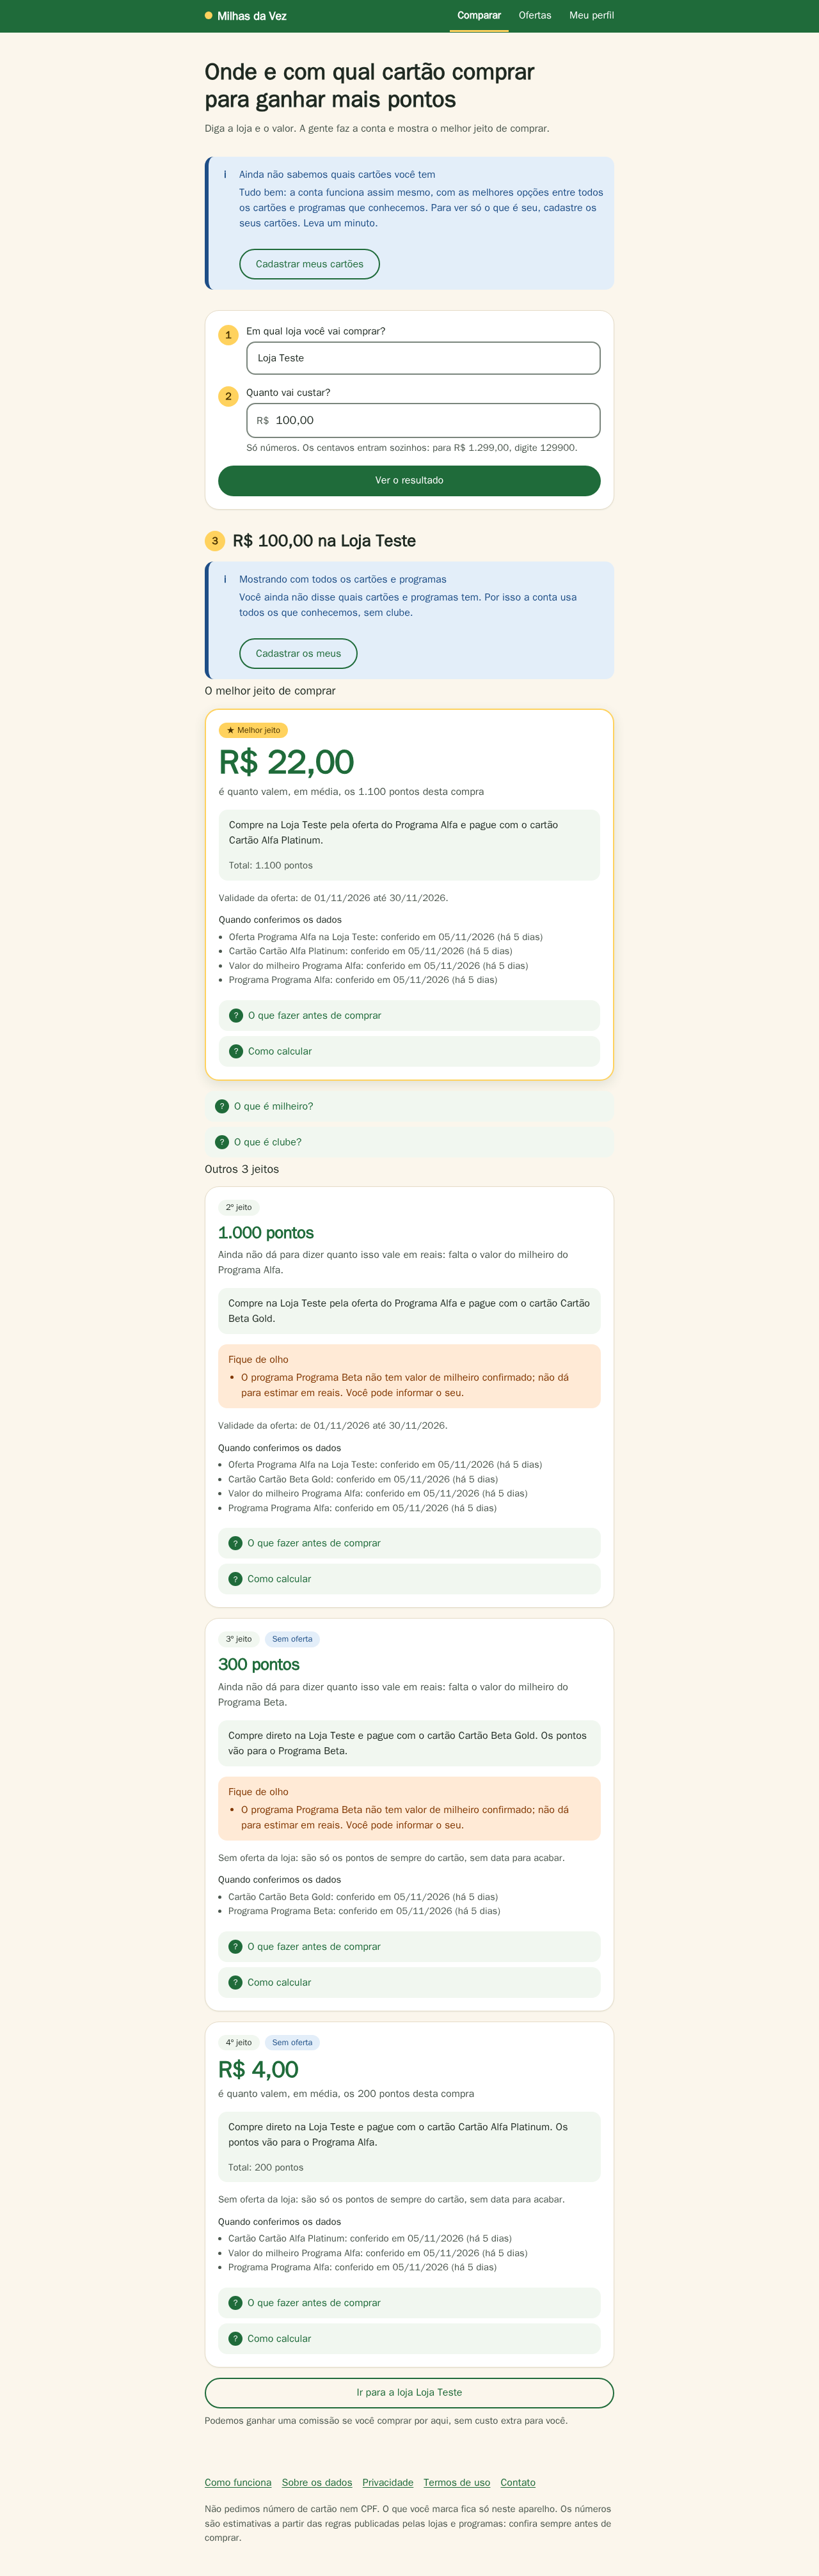 Milhas da Vez
Comparar
Ofertas
Meu perfil
Onde e com qual cartão comprar
para ganhar mais pontos
Diga a loja e o valor. A gente faz a conta e mostra o melhor jeito de comprar.
i
Ainda não sabemos quais cartões você tem
Tudo bem: a conta funciona assim mesmo, com as melhores opções entre todos
os cartões e programas que conhecemos. Para ver só o que é seu, cadastre os
seus cartões. Leva um minuto.
Cadastrar meus cartões
1
Em qual loja você vai comprar?
Loja Teste
2
Quanto vai custar?
R$ 100,00
Só números. Os centavos entram sozinhos: para R$ 1.299,00, digite 129900.
Ver o resultado
3
R$ 100,00 na Loja Teste
i
Mostrando com todos os cartões e programas
Você ainda não disse quais cartões e programas tem. Por isso a conta usa
todos os que conhecemos, sem clube.
Cadastrar os meus
O melhor jeito de comprar
★ Melhor jeito
R$ 22,00
é quanto valem, em média, os 1.100 pontos desta compra
Compre na Loja Teste pela oferta do Programa Alfa e pague com o cartão
Cartão Alfa Platinum.
Total: 1.100 pontos
Validade da oferta: de 01/11/2026 até 30/11/2026.
Quando conferimos os dados
• Oferta Programa Alfa na Loja Teste: conferido em 05/11/2026 (há 5 dias)
• Cartão Cartão Alfa Platinum: conferido em 05/11/2026 (há 5 dias)
• Valor do milheiro Programa Alfa: conferido em 05/11/2026 (há 5 dias)
• Programa Programa Alfa: conferido em 05/11/2026 (há 5 dias)
? O que fazer antes de comprar
? Como calcular
? O que é milheiro?
? O que é clube?
Outros 3 jeitos
2º jeito
1.000 pontos
Ainda não dá para dizer quanto isso vale em reais: falta o valor do milheiro do
Programa Alfa.
Compre na Loja Teste pela oferta do Programa Alfa e pague com o cartão Cartão
Beta Gold.
Fique de olho
• O programa Programa Beta não tem valor de milheiro confirmado; não dá
para estimar em reais. Você pode informar o seu.
Validade da oferta: de 01/11/2026 até 30/11/2026.
Quando conferimos os dados
• Oferta Programa Alfa na Loja Teste: conferido em 05/11/2026 (há 5 dias)
• Cartão Cartão Beta Gold: conferido em 05/11/2026 (há 5 dias)
• Valor do milheiro Programa Alfa: conferido em 05/11/2026 (há 5 dias)
• Programa Programa Alfa: conferido em 05/11/2026 (há 5 dias)
? O que fazer antes de comprar
? Como calcular
3º jeito
Sem oferta
300 pontos
Ainda não dá para dizer quanto isso vale em reais: falta o valor do milheiro do
Programa Beta.
Compre direto na Loja Teste e pague com o cartão Cartão Beta Gold. Os pontos
vão para o Programa Beta.
Fique de olho
• O programa Programa Beta não tem valor de milheiro confirmado; não dá
para estimar em reais. Você pode informar o seu.
Sem oferta da loja: são só os pontos de sempre do cartão, sem data para acabar.
Quando conferimos os dados
• Cartão Cartão Beta Gold: conferido em 05/11/2026 (há 5 dias)
• Programa Programa Beta: conferido em 05/11/2026 (há 5 dias)
? O que fazer antes de comprar
? Como calcular
4º jeito
Sem oferta
R$ 4,00
é quanto valem, em média, os 200 pontos desta compra
Compre direto na Loja Teste e pague com o cartão Cartão Alfa Platinum. Os
pontos vão para o Programa Alfa.
Total: 200 pontos
Sem oferta da loja: são só os pontos de sempre do cartão, sem data para acabar.
Quando conferimos os dados
• Cartão Cartão Alfa Platinum: conferido em 05/11/2026 (há 5 dias)
• Valor do milheiro Programa Alfa: conferido em 05/11/2026 (há 5 dias)
• Programa Programa Alfa: conferido em 05/11/2026 (há 5 dias)
? O que fazer antes de comprar
? Como calcular
Ir para a loja Loja Teste
Podemos ganhar uma comissão se você comprar por aqui, sem custo extra para você.
Como funciona
Sobre os dados
Privacidade
Termos de uso
Contato
Não pedimos número de cartão nem CPF. O que você marca fica só neste aparelho. Os números
são estimativas a partir das regras publicadas pelas lojas e programas: confira sempre antes de
comprar.